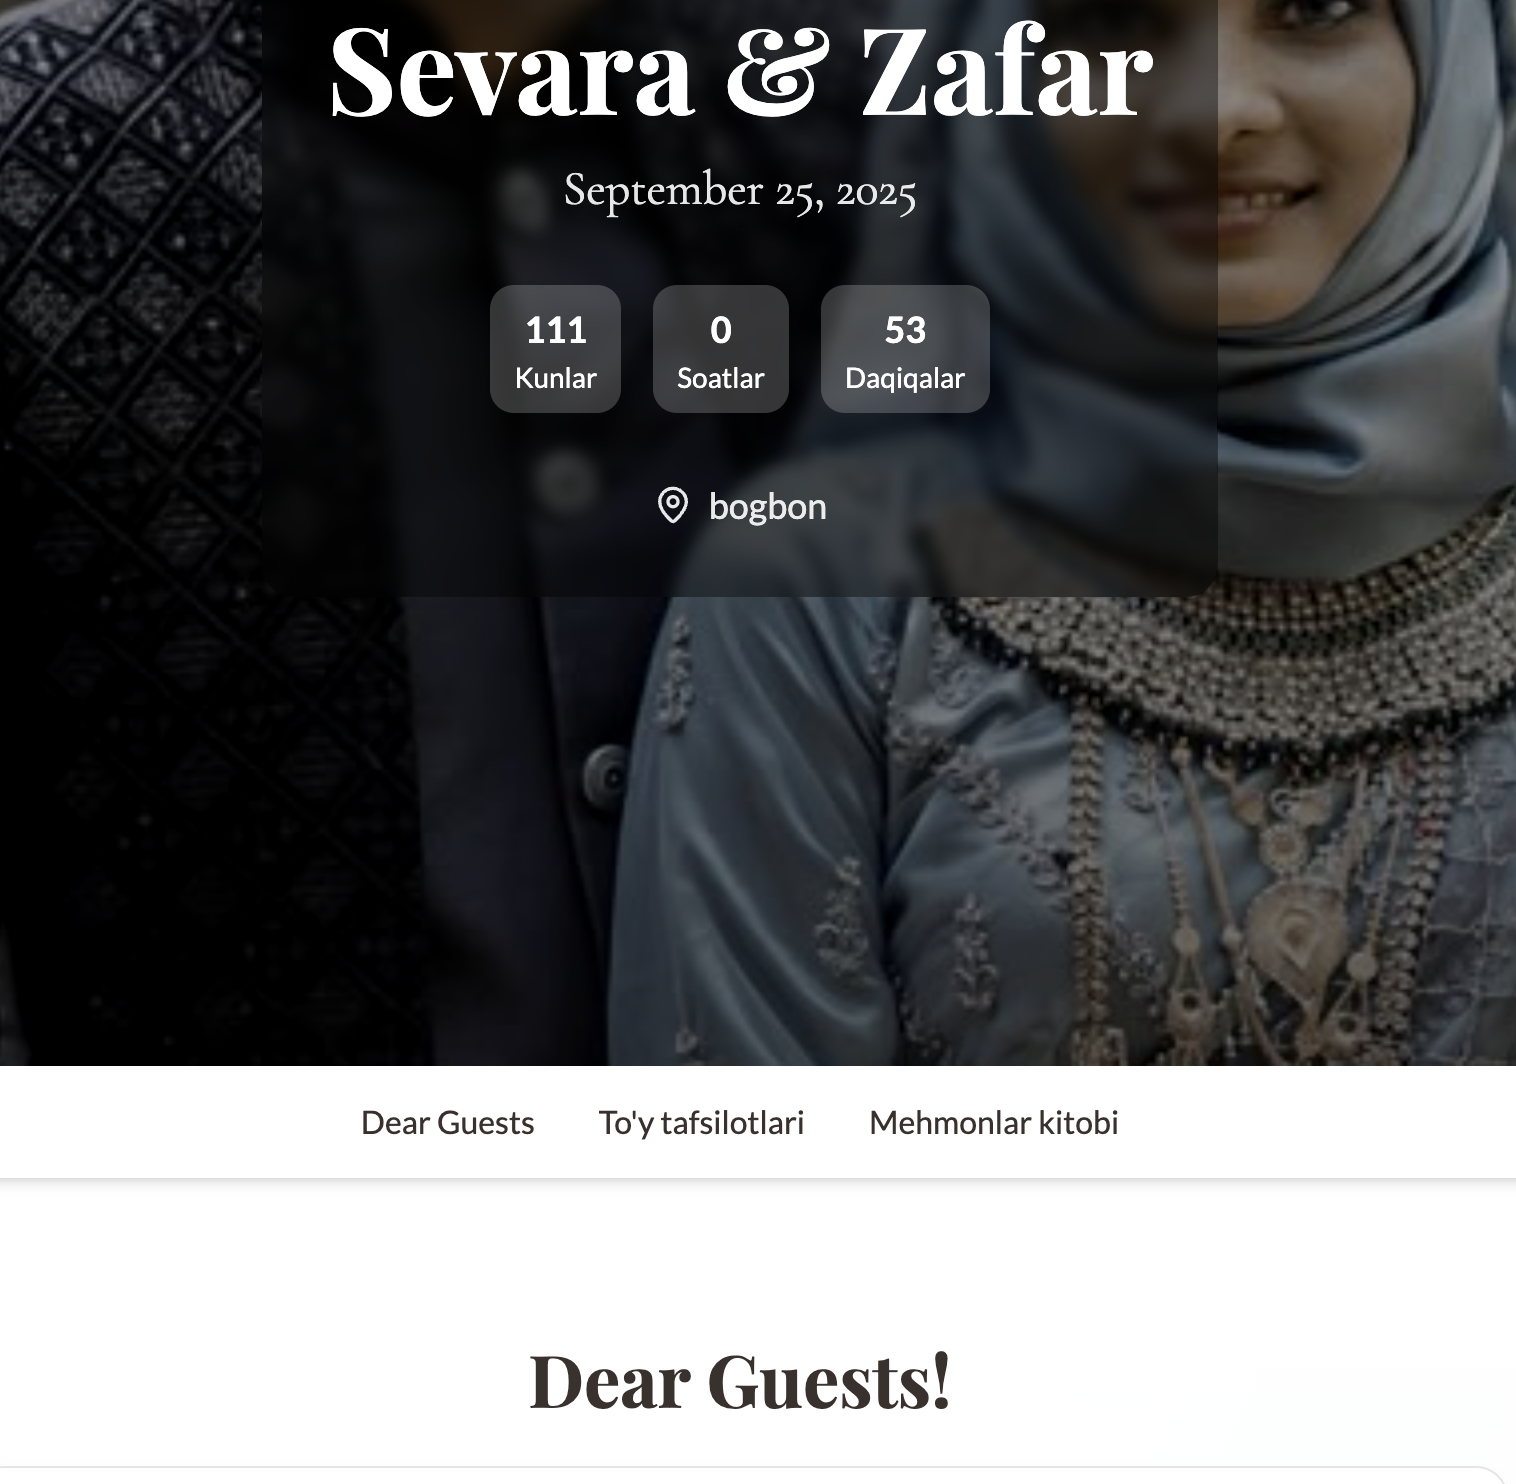 Sevara & Zafar
September 25, 2025
111 0 53
Kunlar Soatlar Daqiqalar
bogbon
Dear Guests To'y tafsilotlari Mehmonlar kitobi
Dear Guests!